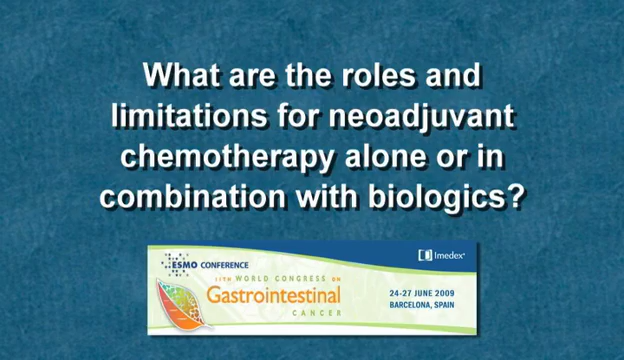 What are the roles and
limitations for neoadjuvant
chemotherapy alone or in
combination with biologics?
ESMO CONFERENCE
Imedex®
11TH WORLD CONGRESS ON
Gastrointestinal
CANCER
24-27 JUNE 2009
BARCELONA, SPAIN